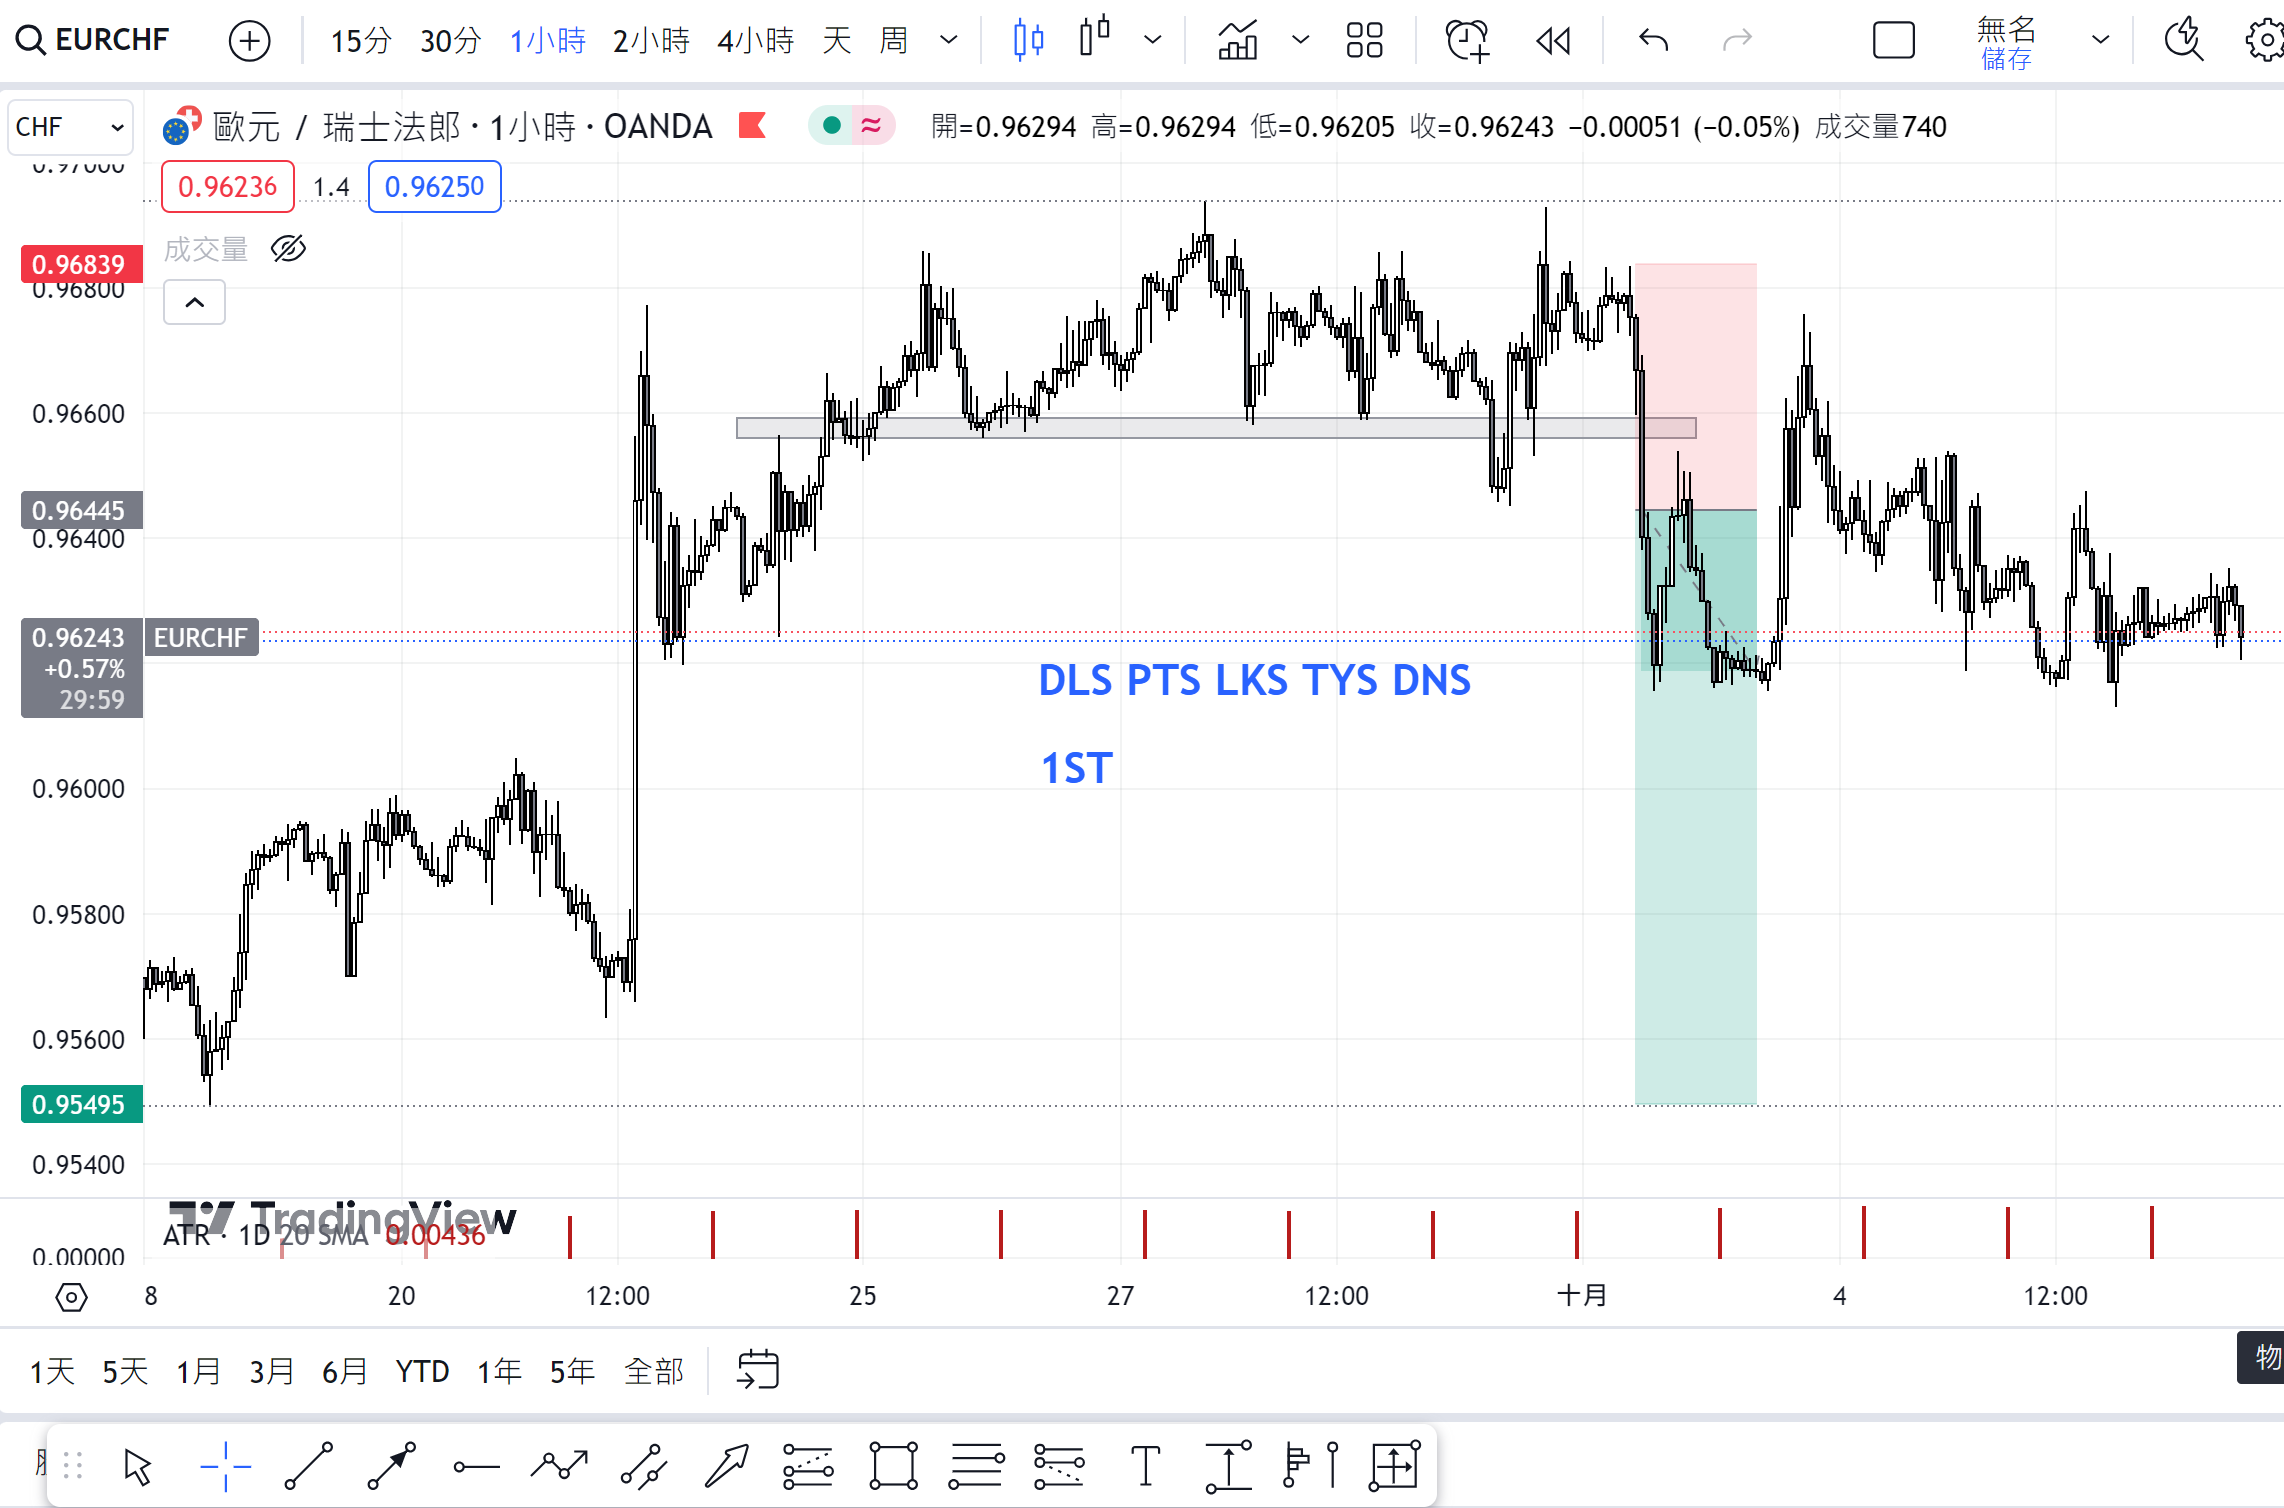 EURCHF 15分 30分 1小時 2小時 4小時 天 周 無名
儲存
CHF 歐元 / 瑞士法郎 · 1小時 · OANDA 開=0.96294 高=0.96294 低=0.96205 收=0.96243 −0.00051 (−0.05%) 成交量740
0.97000
0.96236 1.4 0.96250
成交量
0.96839
0.96800
0.96600
0.96445
0.96400
0.96243 EURCHF
+0.57%
29:59
DLS PTS LKS TYS DNS
1ST
0.96000
0.95800
0.95600
0.95495
0.95400
TradingView
ATR · 1D 20 SMA 0.00436
0.00000
8 20 12:00 25 27 12:00 十月 4 12:00
1天 5天 1月 3月 6月 YTD 1年 5年 全部
物